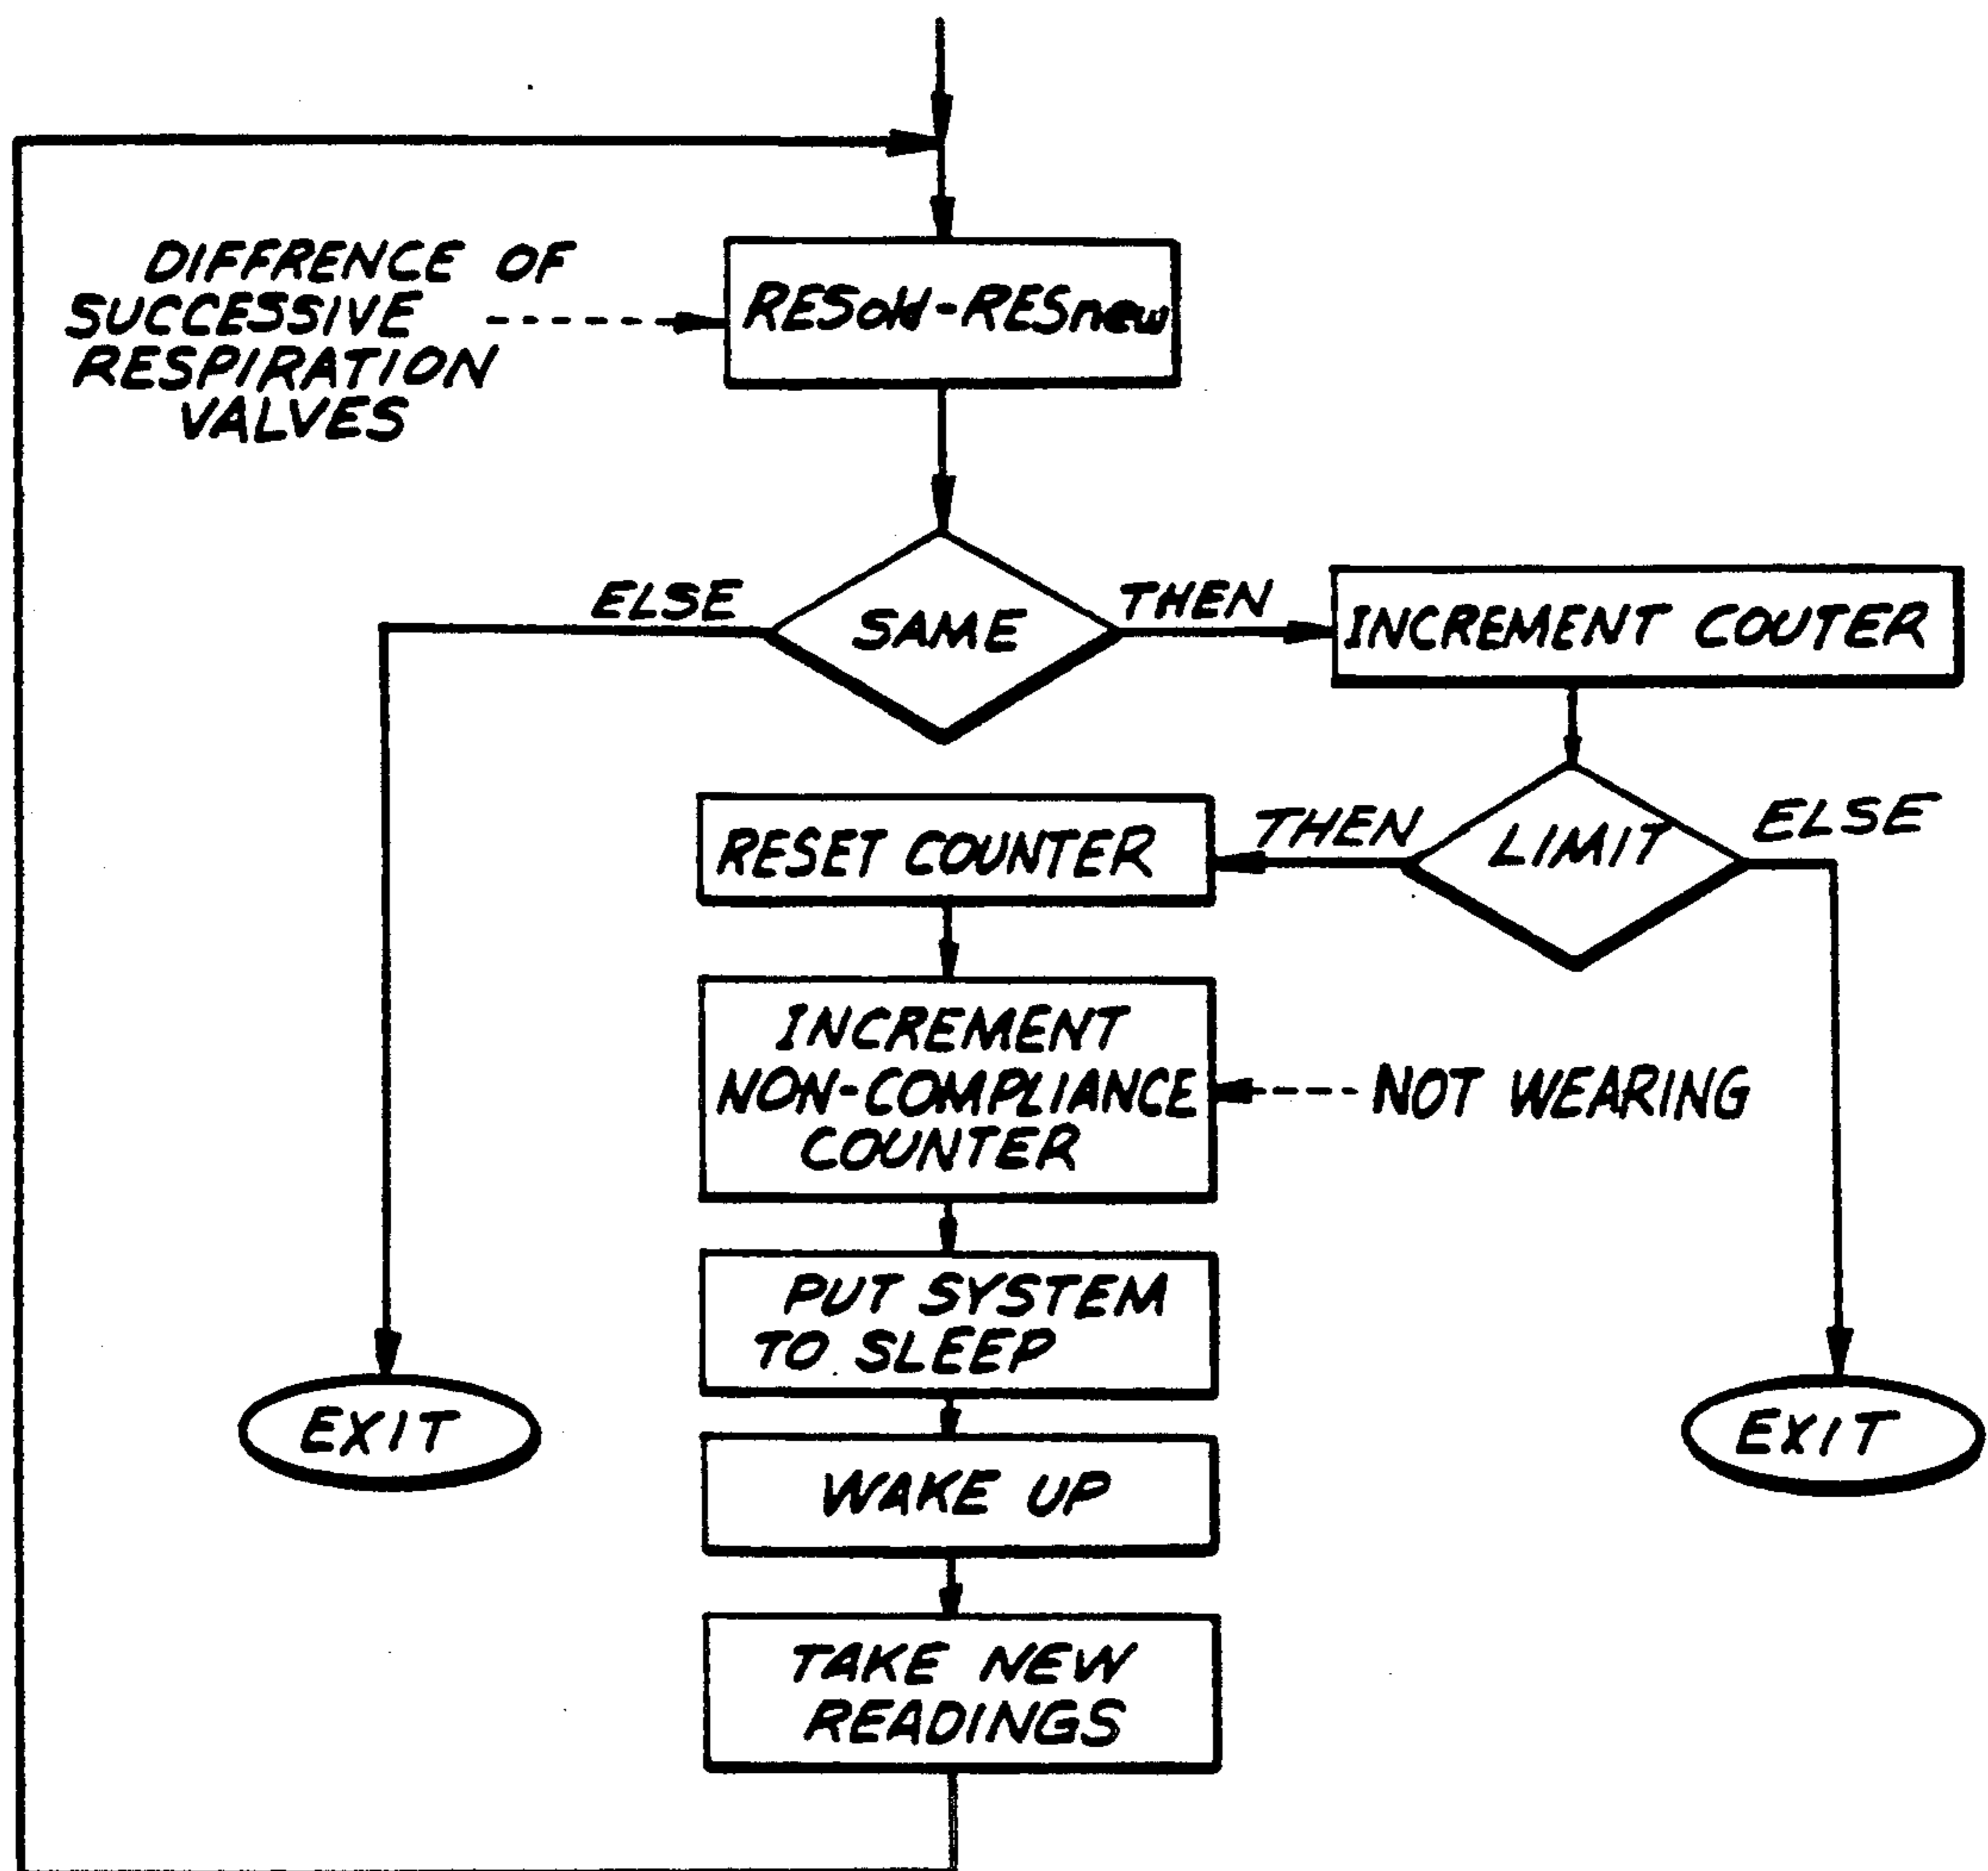 DIFFRENCE OF
SUCCESSIVE
RESPIRATION
VALVES
RESold-RESnew
ELSE
SAME
THEN
INCREMENT COUTER
RESET COUNTER
THEN
LIMIT
ELSE
INCREMENT
NON-COMPLIANCE
COUNTER
NOT WEARING
PUT SYSTEM
TO SLEEP
EXIT
EXIT
WAKE UP
TAKE NEW
READINGS